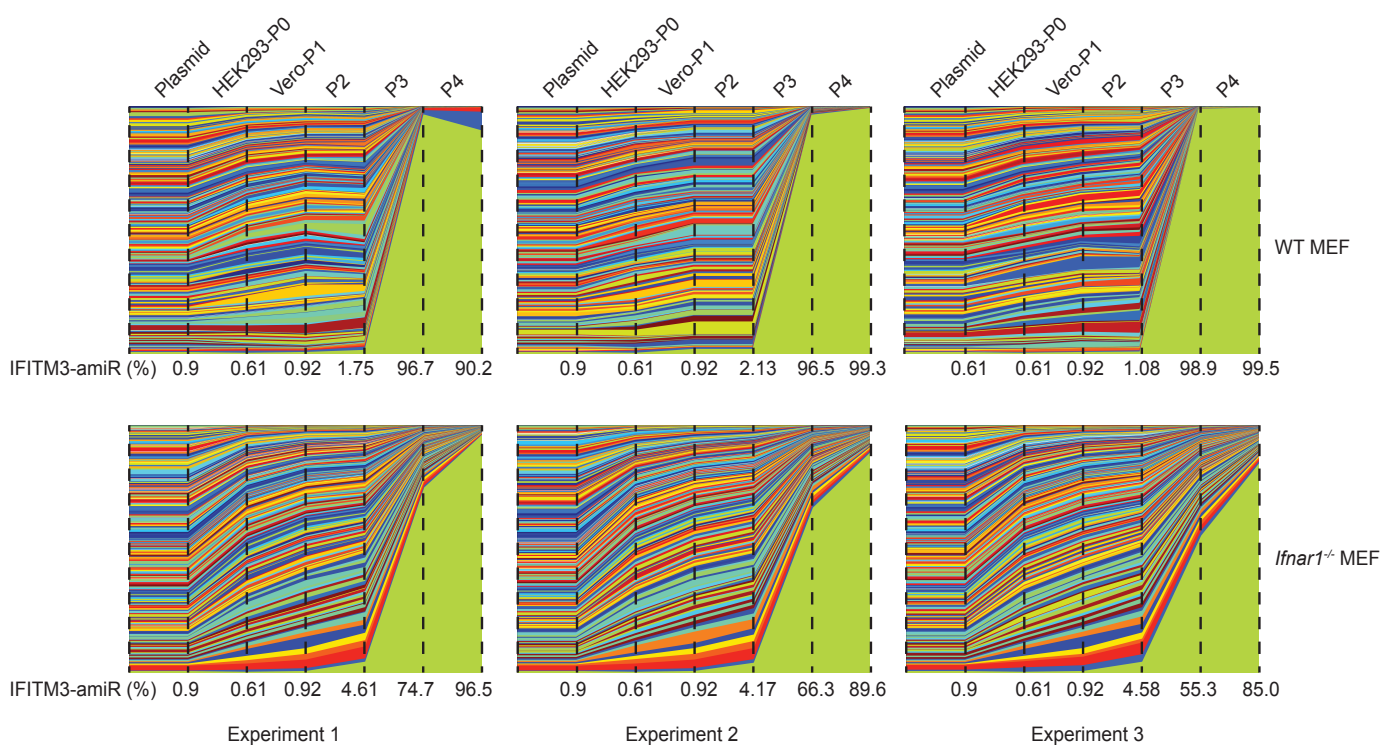 Plasmid HEK293-P0 Vero-P1 P2 P3 P4 Plasmid HEK293-P0 Vero-P1 P2 P3 P4 Plasmid HEK293-P0 Vero-P1 P2 P3 P4
WT MEF
IFITM3-amiR (%) 0.9 0.61 0.92 1.75 96.7 90.2 0.9 0.61 0.92 2.13 96.5 99.3 0.61 0.61 0.92 1.08 98.9 99.5
Ifnar1-/- MEF
IFITM3-amiR (%) 0.9 0.61 0.92 4.61 74.7 96.5 0.9 0.61 0.92 4.17 66.3 89.6 0.9 0.61 0.92 4.58 55.3 85.0
Experiment 1 Experiment 2 Experiment 3